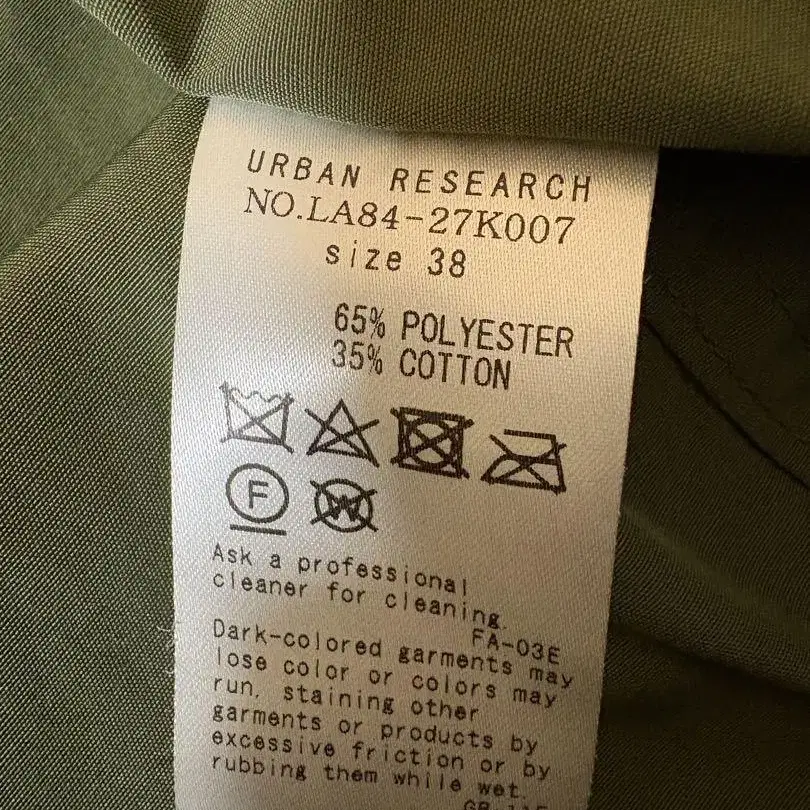 URBAN RESEARCH
NO.LA84-27K007
size 38
65% POLYESTER
35% COTTON
F W
Ask a professional
cleaner for cleaning.
FA-03E
Dark-colored garments may
lose color or colors may
run, staining other
garments or products by
excessive friction or by
rubbing them while wet.